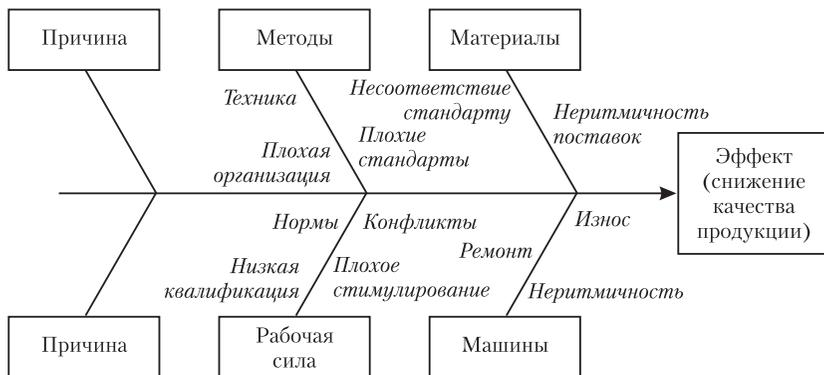 Причина
Методы
Материалы
Техника
Несоответствие
стандарту
Неритмичность
поставок
Плохая
организация
Плохие
стандарты
Эффект
(снижение
качества
продукции)
Нормы
Конфликты
Износ
Ремонт
Низкая
квалификация
Плохое
стимулирование
Неритмичность
Причина
Рабочая
сила
Машины